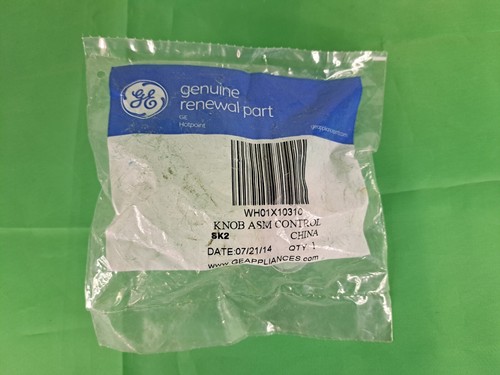 GE
genuine
renewal part
GE
Hotpoint
geappliances.com
WH01X10310
KNOB ASM CONTROL
SK2 CHINA
DATE:07/21/14 QTY 1
www.GEAPPLIANCES.COM